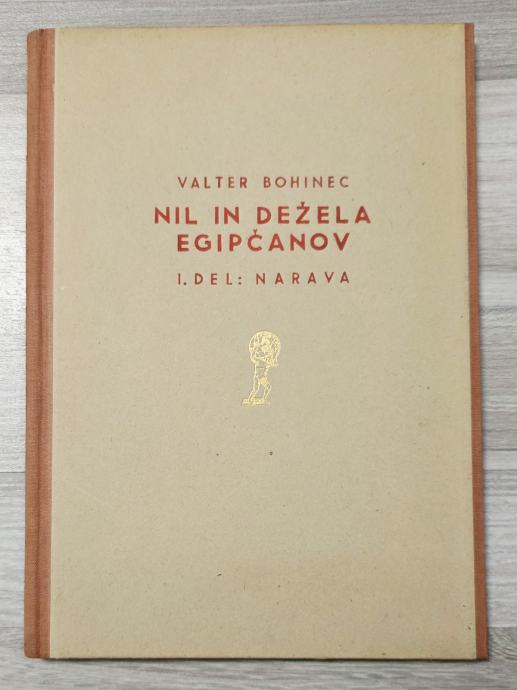 VALTER BOHINEC
NIL IN DEŽELA
EGIPČANOV
I. DEL: NARAVA